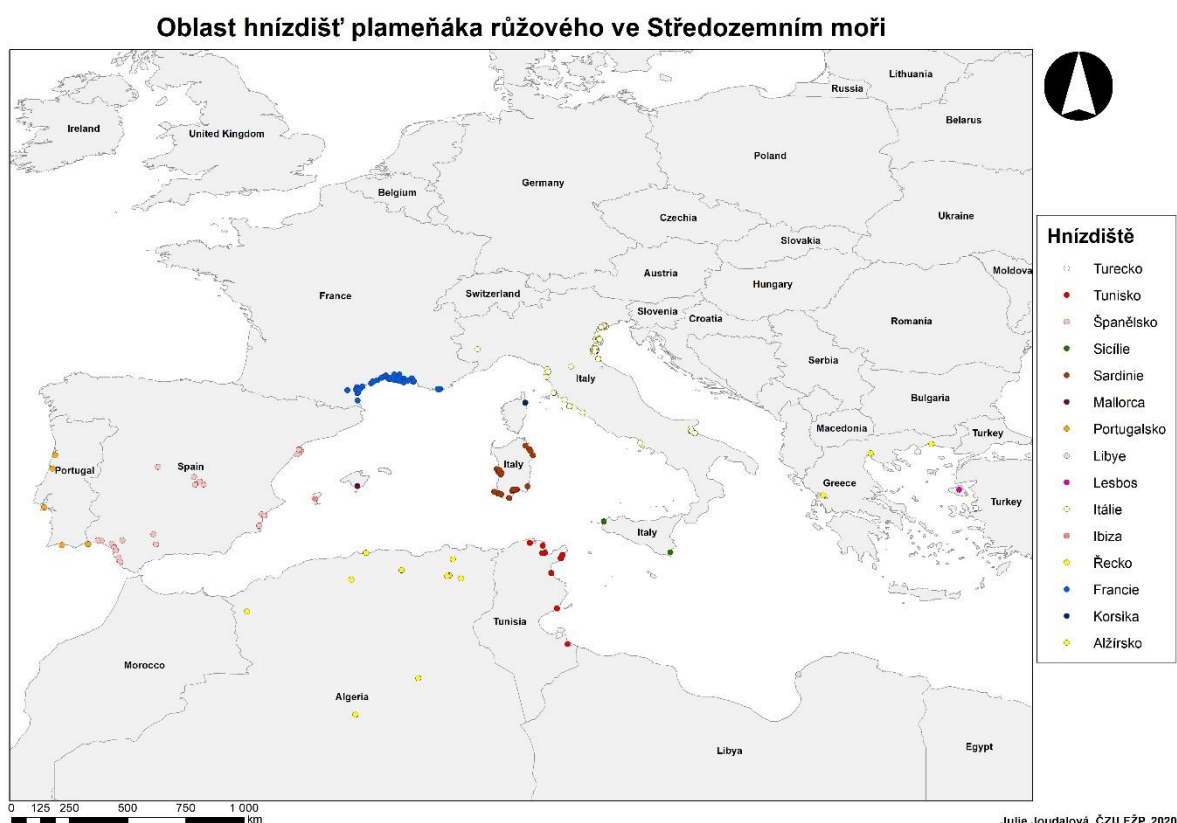 Oblast hnízdišť plameňáka růžového ve Středozemním moři
Lithuania
Russia
Ireland
United Kingdom
Belarus
Poland
Germany
Belgium
Ukraine
Czechia
Slovakia
Austria
Moldova
Hungary
France
Switzerland
Slovenia
Croatia
Romania
Serbia
Italy
Bulgaria
Macedonia
Turkey
Portugal
Spain
Italy
Greece
Turkey
Italy
Tunisia
Morocco
Algeria
Libya
Egypt
Hnízdiště
Turecko
Tunisko
Španělsko
Sicílie
Sardinie
Mallorca
Portugalsko
Libye
Lesbos
Itálie
Ibiza
Řecko
Francie
Korsika
Alžírsko
0 125 250 500 750 1 000
km
Julie Joudalová, ČZU FŽP, 2020